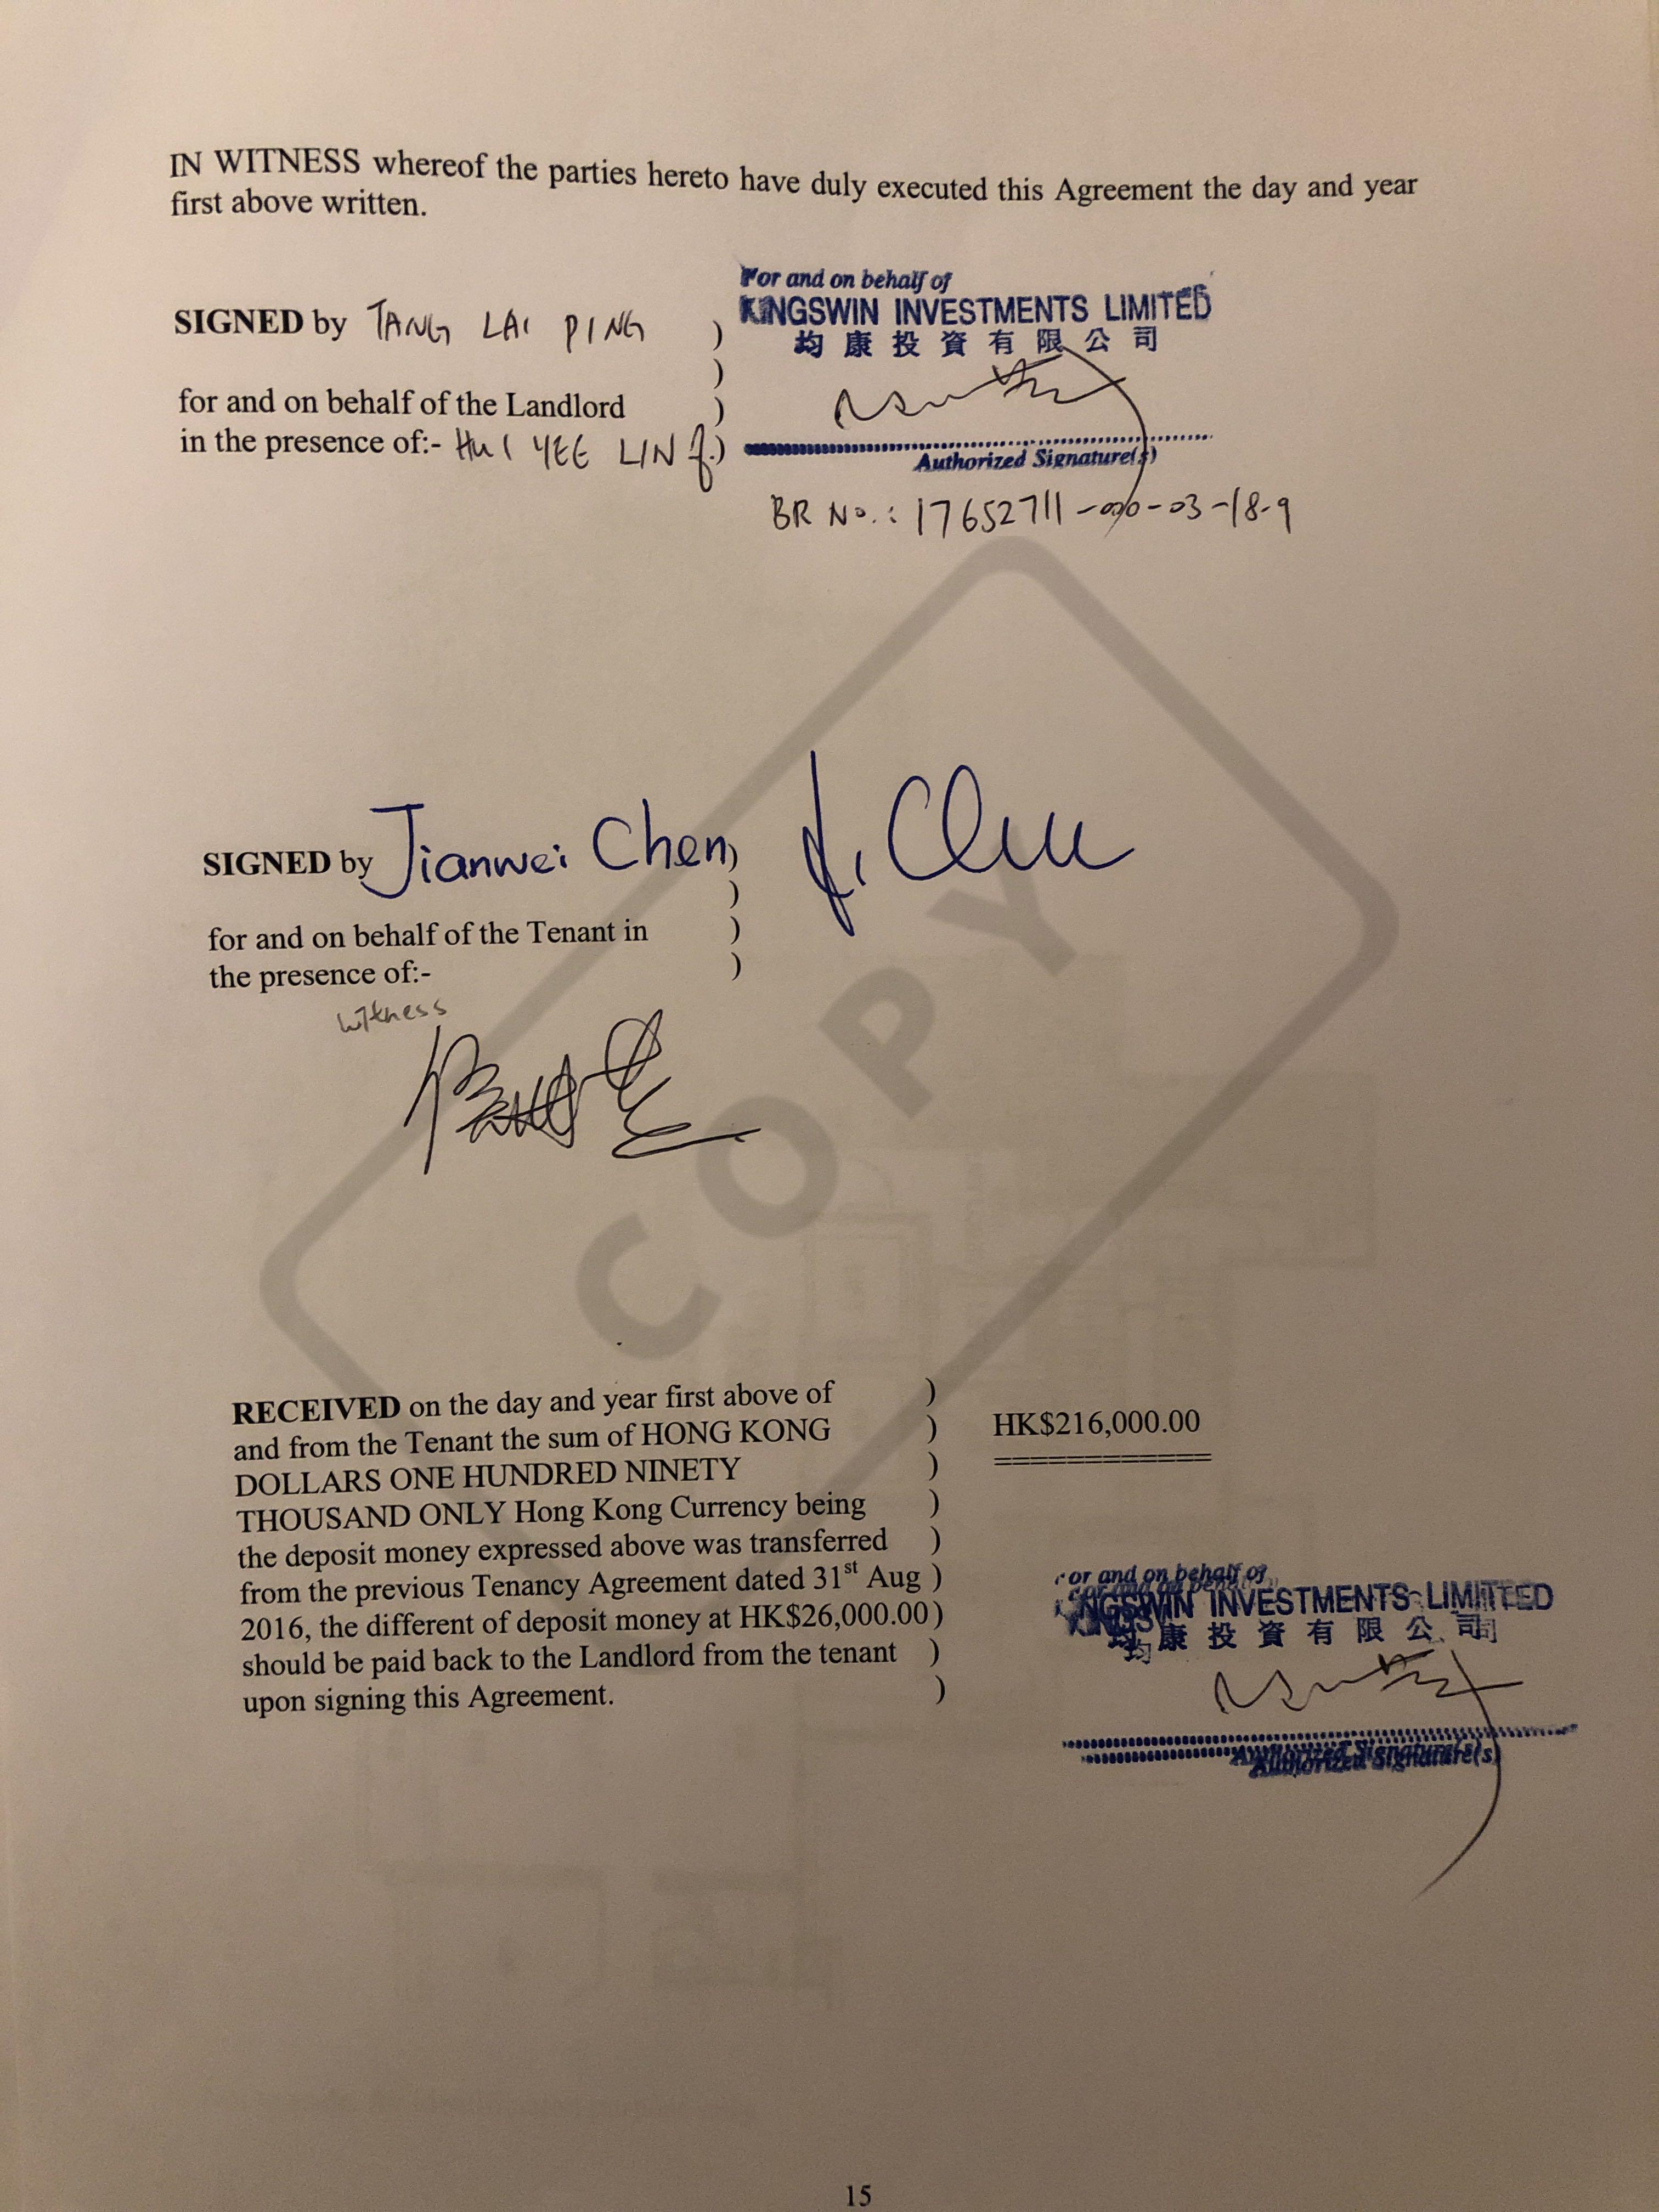 IN WITNESS whereof the parties hereto have duly executed this Agreement the day and year
first above written.
For and on behalf of
KINGSWIN INVESTMENTS LIMITED
均康投資有限公司
SIGNED by TANG LAI PING )
)
for and on behalf of the Landlord )
in the presence of:- HUI YEE LIN )
Authorized Signature(s)
BR No.: 17652711-000-03-18-9
SIGNED by Jianwei Chen )
J. Chen
)
for and on behalf of the Tenant in )
the presence of:- )
witness
COPY
RECEIVED on the day and year first above of )
and from the Tenant the sum of HONG KONG ) HK$216,000.00
DOLLARS ONE HUNDRED NINETY ) ============
THOUSAND ONLY Hong Kong Currency being )
the deposit money expressed above was transferred )
from the previous Tenancy Agreement dated 31st Aug )
2016, the different of deposit money at HK$26,000.00)
should be paid back to the Landlord from the tenant )
upon signing this Agreement. )
or and on behalf of
KINGSWIN INVESTMENTS LIMITED
均康投資有限公司
Authorized Signature(s)
15